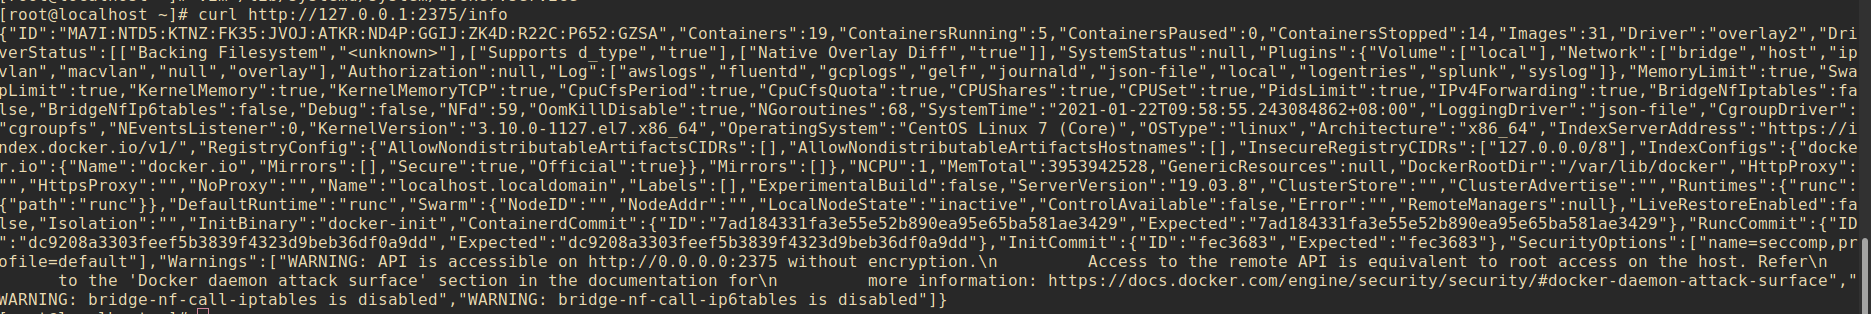 [root@localhost ~]# curl http://127.0.0.1:2375/info
{"ID":"MA7I:NTD5:KTNZ:FK35:JVOJ:ATKR:ND4P:GGIJ:ZK4D:R22C:P652:GZSA","Containers":19,"ContainersRunning":5,"ContainersPaused":0,"ContainersStopped":14,"Images":31,"Driver":"overlay2","Dri
verStatus":[["Backing Filesystem","<unknown>"],["Supports d_type","true"],["Native Overlay Diff","true"]],"SystemStatus":null,"Plugins":{"Volume":["local"],"Network":["bridge","host","ip
vlan","macvlan","null","overlay"],"Authorization":null,"Log":["awslogs","fluentd","gcplogs","gelf","journald","json-file","local","logentries","splunk","syslog"]},"MemoryLimit":true,"Swa
pLimit":true,"KernelMemory":true,"KernelMemoryTCP":true,"CpuCfsPeriod":true,"CpuCfsQuota":true,"CPUShares":true,"CPUSet":true,"PidsLimit":true,"IPv4Forwarding":true,"BridgeNfIptables":fa
lse,"BridgeNfIp6tables":false,"Debug":false,"NFd":59,"OomKillDisable":true,"NGoroutines":68,"SystemTime":"2021-01-22T09:58:55.243084862+08:00","LoggingDriver":"json-file","CgroupDriver":
"cgroupfs","NEventsListener":0,"KernelVersion":"3.10.0-1127.el7.x86_64","OperatingSystem":"CentOS Linux 7 (Core)","OSType":"linux","Architecture":"x86_64","IndexServerAddress":"https://i
ndex.docker.io/v1/","RegistryConfig":{"AllowNondistributableArtifactsCIDRs":[],"AllowNondistributableArtifactsHostnames":[],"InsecureRegistryCIDRs":["127.0.0.0/8"],"IndexConfigs":{"docke
r.io":{"Name":"docker.io","Mirrors":[],"Secure":true,"Official":true}},"Mirrors":[]},"NCPU":1,"MemTotal":3953942528,"GenericResources":null,"DockerRootDir":"/var/lib/docker","HttpProxy":
"","HttpsProxy":"","NoProxy":"","Name":"localhost.localdomain","Labels":[],"ExperimentalBuild":false,"ServerVersion":"19.03.8","ClusterStore":"","ClusterAdvertise":"","Runtimes":{"runc":
{"path":"runc"}},"DefaultRuntime":"runc","Swarm":{"NodeID":"","NodeAddr":"","LocalNodeState":"inactive","ControlAvailable":false,"Error":"","RemoteManagers":null},"LiveRestoreEnabled":fa
lse,"Isolation":"","InitBinary":"docker-init","ContainerdCommit":{"ID":"7ad184331fa3e55e52b890ea95e65ba581ae3429","Expected":"7ad184331fa3e55e52b890ea95e65ba581ae3429"},"RuncCommit":{"ID
":"dc9208a3303feef5b3839f4323d9beb36df0a9dd","Expected":"dc9208a3303feef5b3839f4323d9beb36df0a9dd"},"InitCommit":{"ID":"fec3683","Expected":"fec3683"},"SecurityOptions":["name=seccomp,pr
ofile=default"],"Warnings":["WARNING: API is accessible on http://0.0.0.0:2375 without encryption.\n         Access to the remote API is equivalent to root access on the host. Refer\n
      to the 'Docker daemon attack surface' section in the documentation for\n         more information: https://docs.docker.com/engine/security/security/#docker-daemon-attack-surface","
WARNING: bridge-nf-call-iptables is disabled","WARNING: bridge-nf-call-ip6tables is disabled"]}